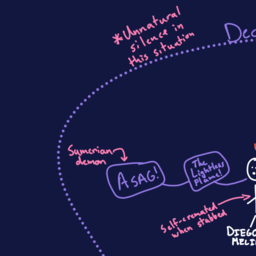 *Unnatural
silence in
this situation
Dec
Sumerian
demon
ASAG!
The
Lightless
Flame!
Self-cremated
when stabbed
DIEGO
MELI